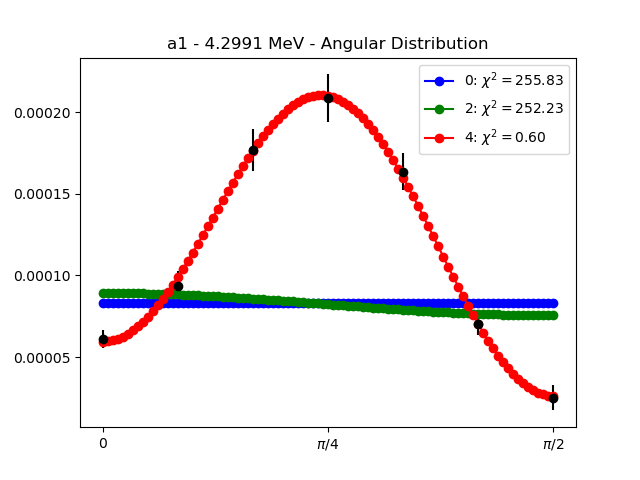 a1 - 4.2991 MeV - Angular Distribution
0: χ² = 255.83
2: χ² = 252.23
4: χ² = 0.60
0.00020
0.00015
0.00010
0.00005
0
π/4
π/2